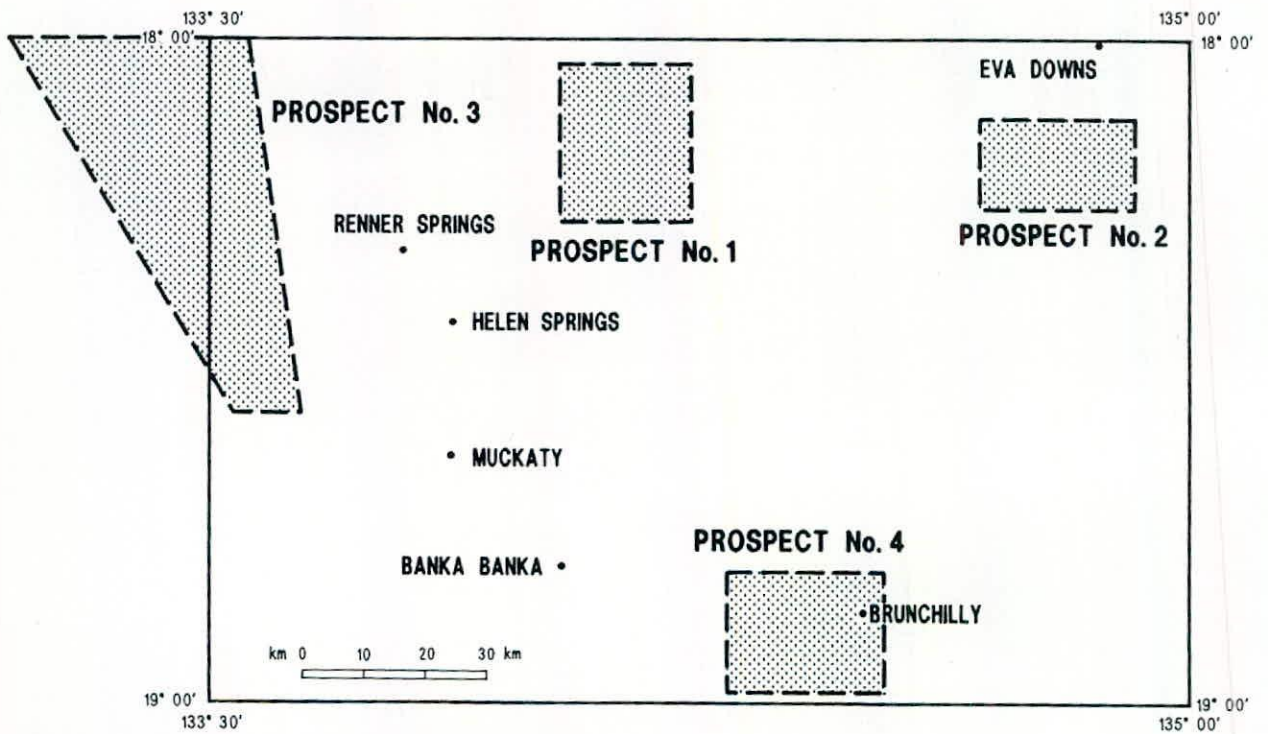 133° 30'
135° 00'
18° 00'
18° 00'
EVA DOWNS
PROSPECT No. 3
RENNER SPRINGS
PROSPECT No. 1
PROSPECT No. 2
HELEN SPRINGS
MUCKATY
PROSPECT No. 4
BANKA BANKA
BRUNCHILLY
km 0 10 20 30 km
19° 00'
19° 00'
133° 30'
135° 00'